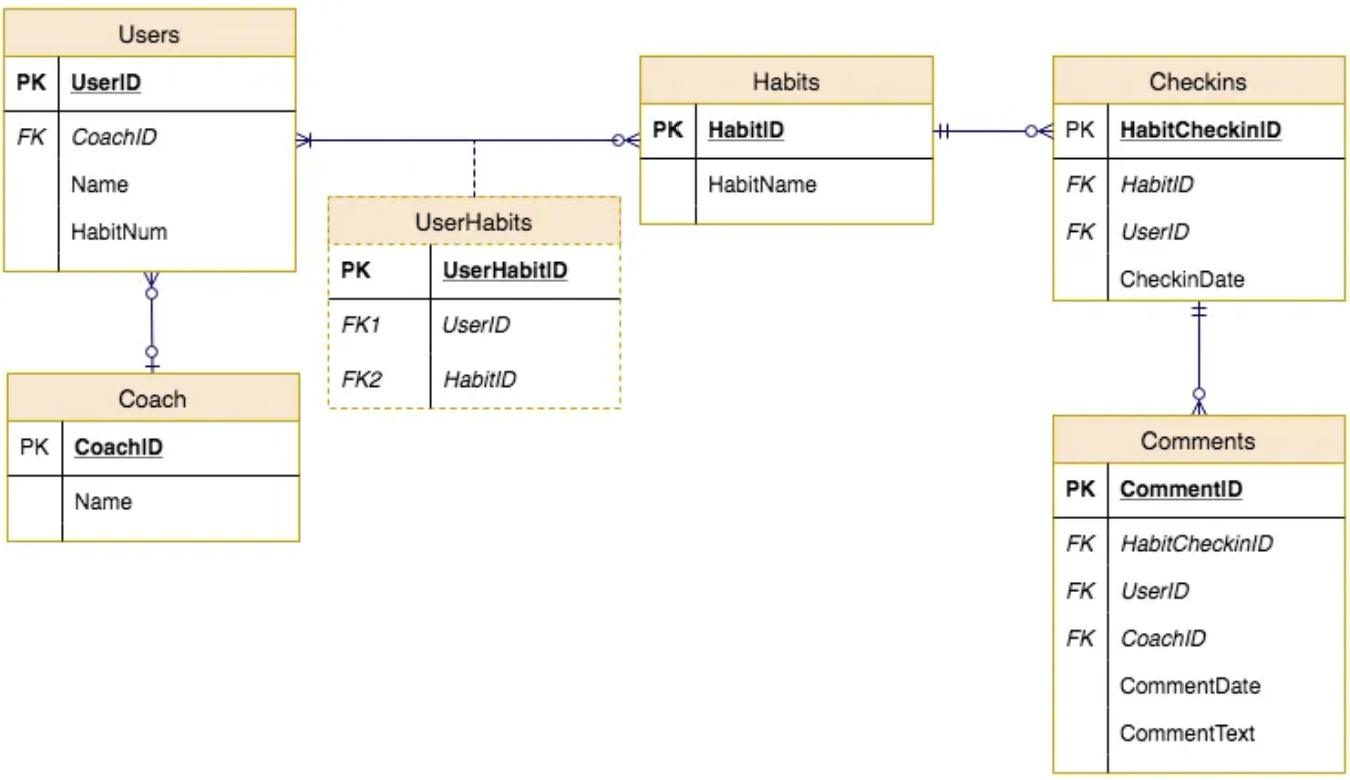 Users
PK UserID
FK CoachID
Name
HabitNum
Coach
PK CoachID
Name
UserHabits
PK UserHabitID
FK1 UserID
FK2 HabitID
Habits
PK HabitID
HabitName
Checkins
PK HabitCheckinID
FK HabitID
FK UserID
CheckinDate
Comments
PK CommentID
FK HabitCheckinID
FK UserID
FK CoachID
CommentDate
CommentText